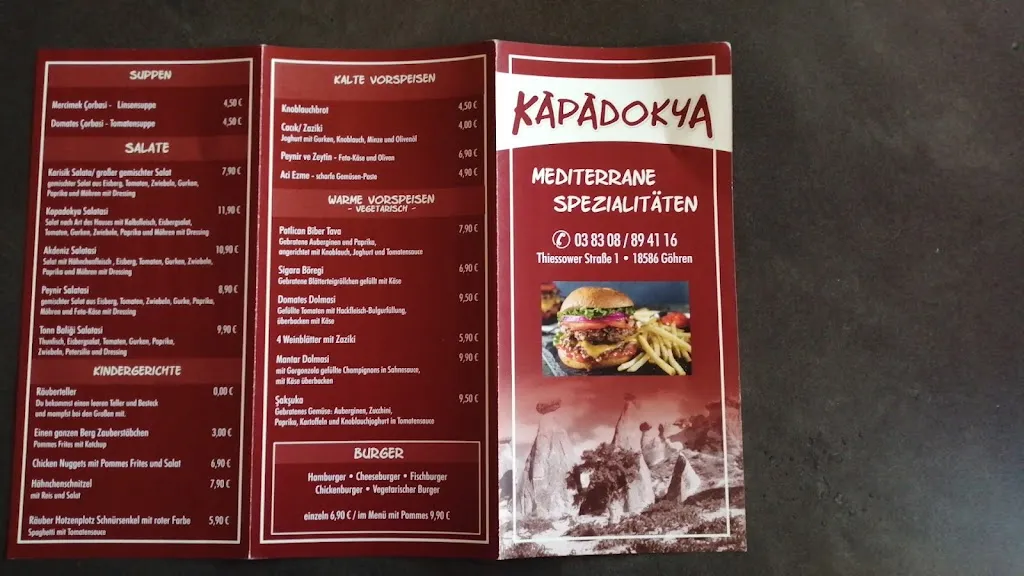 SUPPEN
Mercimek Çorbasi - Linsensuppe 4,50 €
Domates Çorbasi - Tomatensuppe 4,50 €
SALATE
Karisik Salata/ großer gemischter Salat 7,90 €
gemischter Salat aus Eisberg, Tomaten, Zwiebeln, Gurken,
Paprika und Möhren mit Dressing
Kapadokya Salatasi 11,90 €
Salat nach Art des Hauses mit Kalbsfleisch, Eisbergsalat,
Tomaten, Gurken, Zwiebeln, Paprika und Möhren mit Dressing
Akdeniz Salatasi 10,90 €
Salat mit Hähnchenfleisch , Eisberg, Tomaten, Gurken, Zwiebeln,
Paprika und Möhren mit Dressing
Peynir Salatasi 8,90 €
gemischter Salat aus Eisberg, Tomaten, Zwiebeln, Gurke, Paprika,
Möhren und Feta-Käse mit Dressing
Tonn Baliği Salatasi 9,90 €
Thunfisch, Eisbergsalat, Tomaten, Gurken, Paprika,
Zwiebeln, Petersilie und Dressing
KINDERGERICHTE
Räuberteller 0,00 €
Du bekommst einen leeren Teller und Besteck
und mampfst bei den Großen mit.
Einen ganzen Berg Zauberstäbchen 3,00 €
Pommes Frites mit Ketchup
Chicken Nuggets mit Pommes Frites und Salat 6,90 €
Hähnchenschnitzel 7,90 €
mit Reis und Salat
Räuber Hotzenplotz Schnürsenkel mit roter Farbe 5,90 €
Spaghetti mit Tomatensauce
KALTE VORSPEISEN
Knoblauchbrot 4,50 €
Cacık/ Zaziki 4,00 €
Joghurt mit Gurken, Knoblauch, Minze und Olivenöl
Peynir ve Zeytin - Feta-Käse und Oliven 6,90 €
Aci Ezme - scharfe Gemüsen-Paste 4,90 €
WARME VORSPEISEN
- VEGETARISCH -
Patlican Biber Tava 7,90 €
Gebratene Auberginen und Paprika,
angerichtet mit Knoblauch, Joghurt und Tomatensauce
Sigara Böregi 6,90 €
Gebratene Blätterteigröllchen gefüllt mit Käse
Domates Dolmasi 9,50 €
Gefüllte Tomaten mit Hackfleisch-Bulgurfüllung,
überbacken mit Käse
4 Weinblätter mit Zaziki 5,90 €
Mantar Dolmasi 9,90 €
mit Gorgonzola gefüllte Champignons in Sahnesauce,
mit Käse überbacken
Şakşuka 9,50 €
Gebratenes Gemüse: Auberginen, Zucchini,
Paprika, Kartoffeln und Knoblauchjoghurt in Tomatensauce
BURGER
Hamburger • Cheeseburger • Fischburger
Chickenburger • Vegetarischer Burger
einzeln 6,90 € / im Menü mit Pommes 9,90 €
KAPADOKYA
MEDITERRANE
SPEZIALITÄTEN
✆ 03 83 08 / 89 41 16
Thiessower Straße 1 • 18586 Göhren